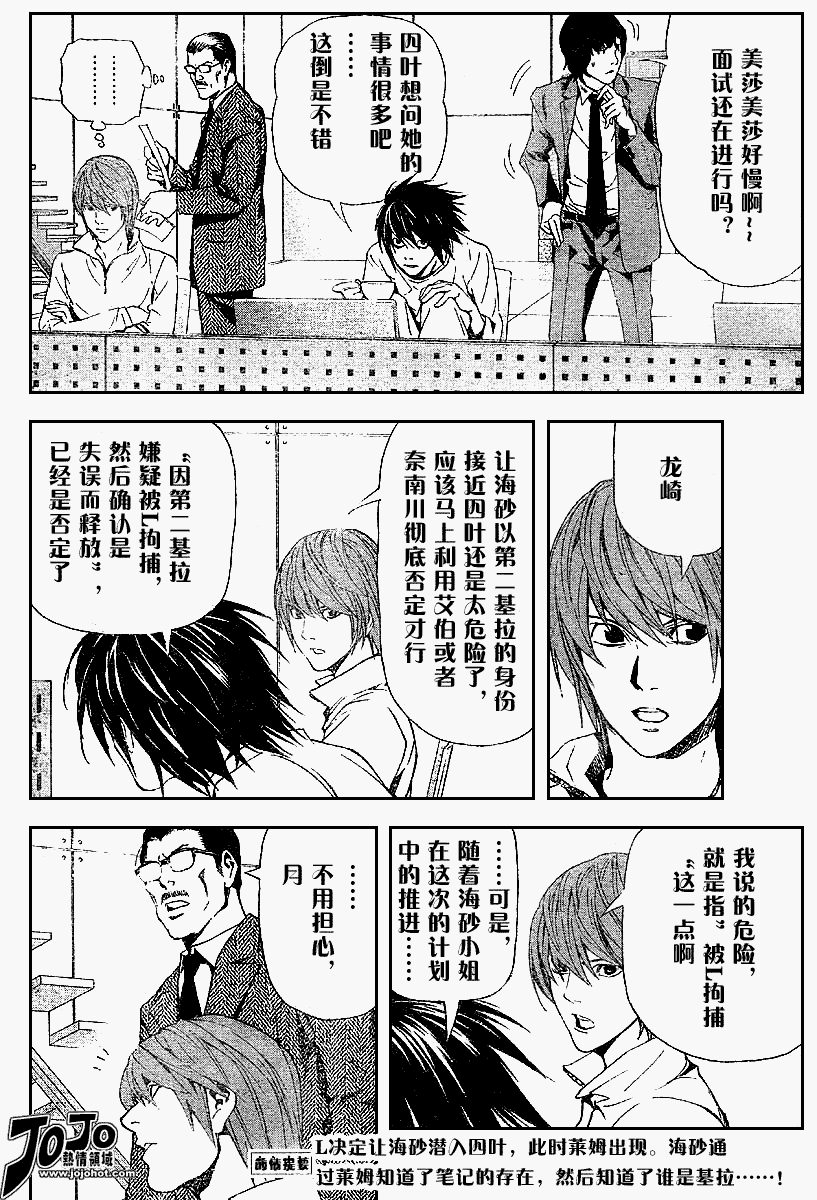 美莎美莎好慢啊~~
面试还在进行吗？
四叶想问她的
事情很多吧
……
这倒是不错
………
………
龙崎
让海砂以第二基拉的身份
接近四叶还是太危险了，
应该马上利用艾伯或者
奈南川彻底否定才行
“因第二基拉
嫌疑被L拘捕，
然后确认是
失误而释放”，
已经是否定了
我说的危险，
就是指”被L拘捕
“这一点啊
……可是，
随着海砂小姐
在这次的计划
中的推进……
……
不用担心，
月
L决定让海砂潜入四叶，此时莱姆出现。海砂通
过莱姆知道了笔记的存在，然后知道了谁是基拉……！
JOJO
熱情領域
www.jojohot.com